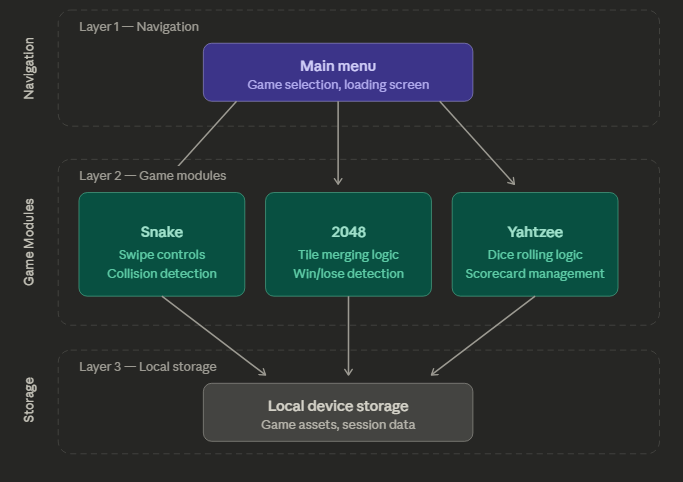 Layer 1 — Navigation
Navigation
Main menu
Game selection, loading screen
Layer 2 — Game modules
Game Modules
Snake
Swipe controls
Collision detection
2048
Tile merging logic
Win/lose detection
Yahtzee
Dice rolling logic
Scorecard management
Layer 3 — Local storage
Storage
Local device storage
Game assets, session data